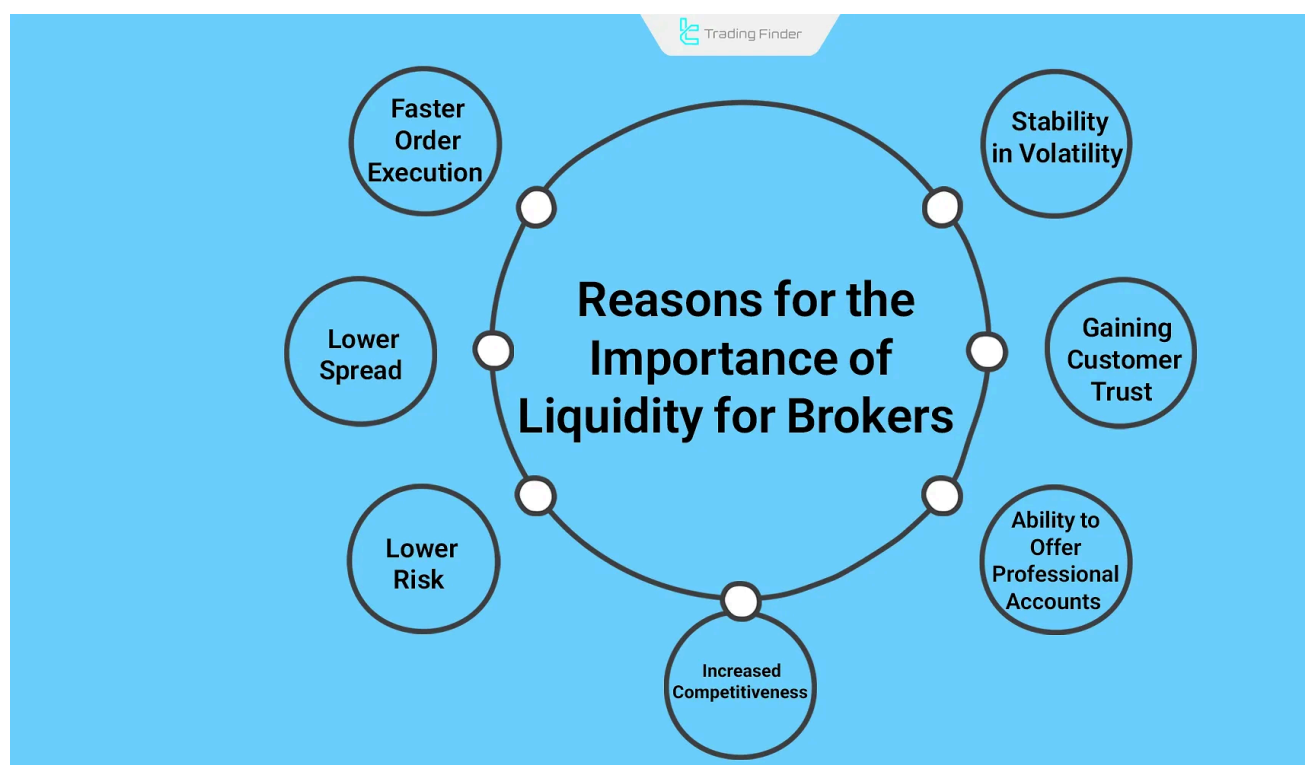 Trading Finder
Faster
Order
Execution
Stability
in Volatility
Reasons for the
Importance of
Liquidity for Brokers
Lower
Spread
Gaining
Customer
Trust
Lower
Risk
Ability to
Offer
Professional
Accounts
Increased
Competitiveness